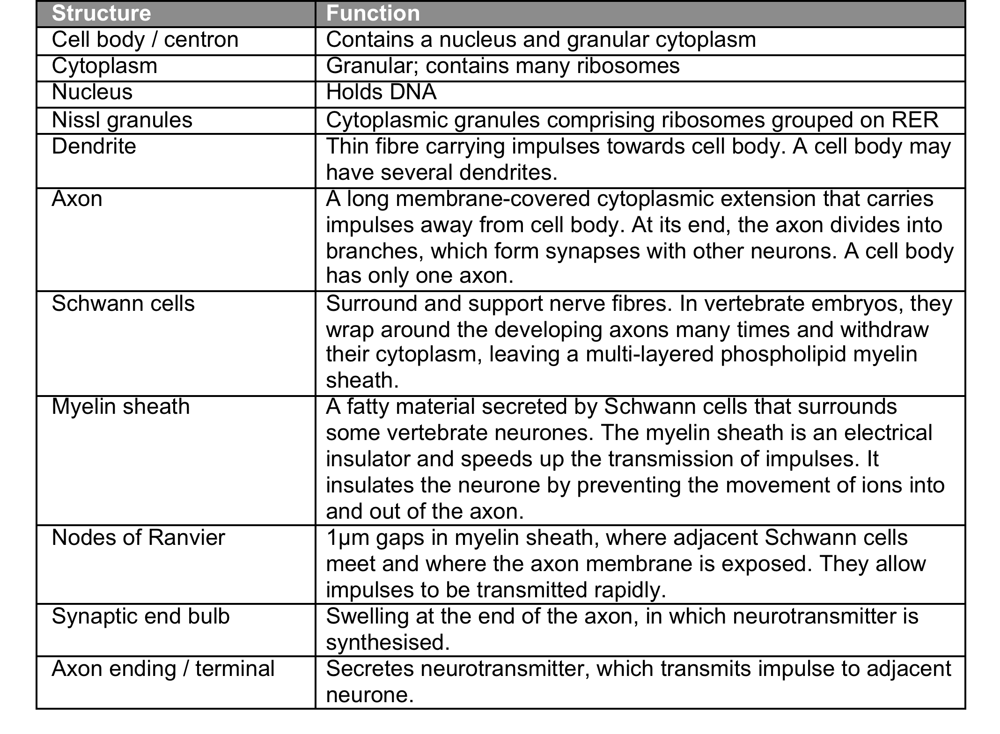 Structure
Function
Cell body / centron
Contains a nucleus and granular cytoplasm
Cytoplasm
Granular; contains many ribosomes
Nucleus
Holds DNA
Nissl granules
Cytoplasmic granules comprising ribosomes grouped on RER
Dendrite
Thin fibre carrying impulses towards cell body. A cell body may
have several dendrites.
Axon
A long membrane-covered cytoplasmic extension that carries
impulses away from cell body. At its end, the axon divides into
branches, which form synapses with other neurons. A cell body
has only one axon.
Schwann cells
Surround and support nerve fibres. In vertebrate embryos, they
wrap around the developing axons many times and withdraw
their cytoplasm, leaving a multi-layered phospholipid myelin
sheath.
Myelin sheath
A fatty material secreted by Schwann cells that surrounds
some vertebrate neurones. The myelin sheath is an electrical
insulator and speeds up the transmission of impulses. It
insulates the neurone by preventing the movement of ions into
and out of the axon.
Nodes of Ranvier
1μm gaps in myelin sheath, where adjacent Schwann cells
meet and where the axon membrane is exposed. They allow
impulses to be transmitted rapidly.
Synaptic end bulb
Swelling at the end of the axon, in which neurotransmitter is
synthesised.
Axon ending / terminal
Secretes neurotransmitter, which transmits impulse to adjacent
neurone.